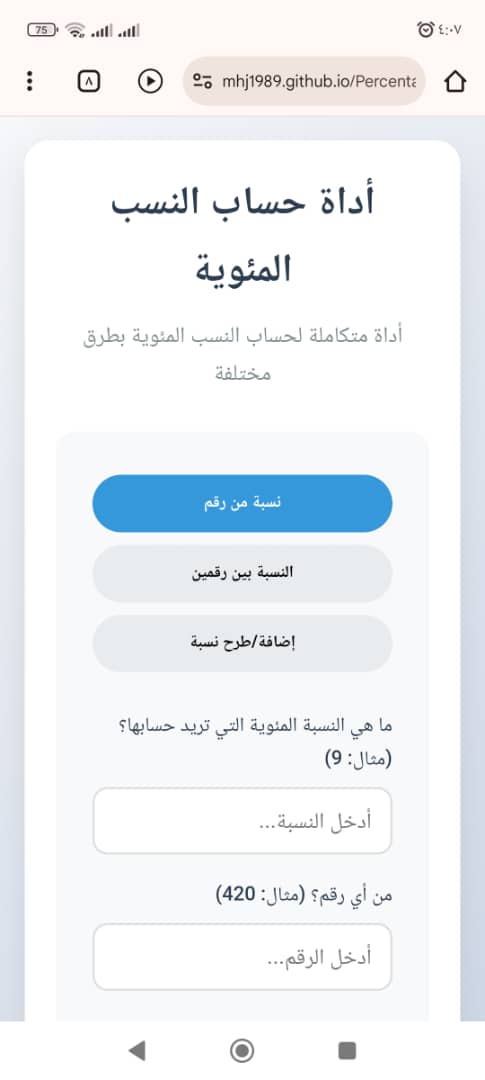 75
٤:٠٧
mhj1989.github.io/Percenta
أداة حساب النسب
المئوية
أداة متكاملة لحساب النسب المئوية بطرق
مختلفة
نسبة من رقم
النسبة بين رقمين
إضافة/طرح نسبة
ما هي النسبة المئوية التي تريد حسابها؟
(مثال: 9)
أدخل النسبة...
من أي رقم؟ (مثال: 420)
أدخل الرقم...